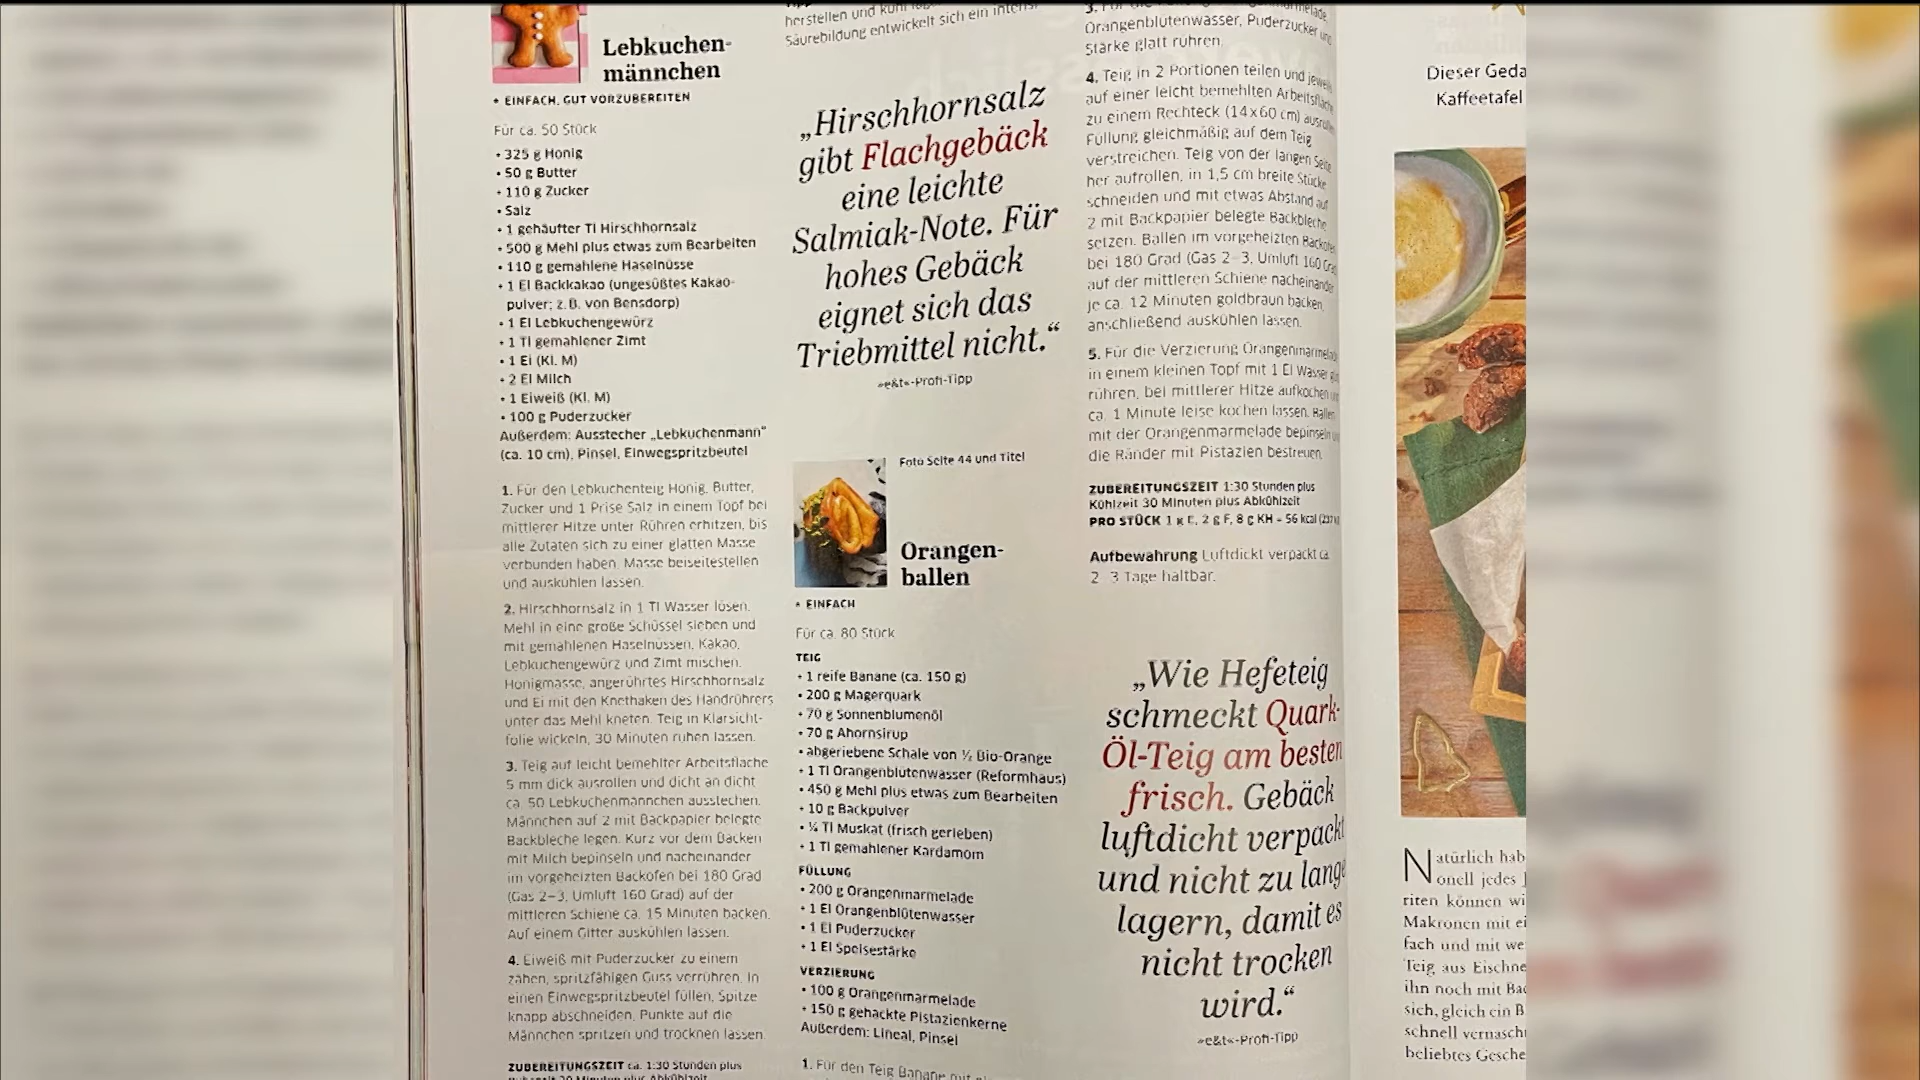 Lebkuchen-
männchen
• EINFACH, GUT VORZUBEREITEN
Für ca. 50 Stück
• 325 g Honig
• 50 g Butter
• 110 g Zucker
• Salz
• 1 gehäufter Tl Hirschhornsalz
• 500 g Mehl plus etwas zum Bearbeiten
• 110 g gemahlene Haselnüsse
• 1 El Backkakao (ungesüßtes Kakao-
pulver; z.B. von Bensdorp)
• 1 El Lebkuchengewürz
• 1 Tl gemahlener Zimt
• 1 Ei (Kl. M)
• 2 El Milch
• 1 Eiweiß (Kl. M)
• 100 g Puderzucker
Außerdem: Ausstecher „Lebkuchenmann“
(ca. 10 cm), Pinsel, Einwegspritzbeutel
1. Für den Lebkuchenteig Honig, Butter,
Zucker und 1 Prise Salz in einem Topf bei
mittlerer Hitze unter Rühren erhitzen, bis
alle Zutaten sich zu einer glatten Masse
verbunden haben. Masse beiseitestellen
und auskühlen lassen.
2. Hirschhornsalz in 1 Tl Wasser lösen.
Mehl in eine große Schüssel sieben und
mit gemahlenen Haselnüssen, Kakao,
Lebkuchengewürz und Zimt mischen.
Honigmasse, angerührtes Hirschhornsalz
und Ei mit den Knethaken des Handrührers
unter das Mehl kneten. Teig in Klarsicht-
folie wickeln, 30 Minuten ruhen lassen.
3. Teig auf leicht bemehlter Arbeitsfläche
5 mm dick ausrollen und dicht an dicht
ca. 50 Lebkuchenmännchen ausstechen.
Männchen auf 2 mit Backpapier belegte
Backbleche legen. Kurz vor dem Backen
mit Milch bepinseln und nacheinander
im vorgeheizten Backofen bei 180 Grad
(Gas 2–3, Umluft 160 Grad) auf der
mittleren Schiene ca. 15 Minuten backen.
Auf einem Gitter auskühlen lassen.
4. Eiweiß mit Puderzucker zu einem
zähen, spritzfähigen Guss verrühren. In
einen Einwegspritzbeutel füllen, Spitze
knapp abschneiden, Punkte auf die
Männchen spritzen und trocknen lassen.
ZUBEREITUNGSZEIT ca. 1:30 Stunden plus
herstellen und kühl
Säurebildung entwickelt sich ein
„Hirschhornsalz
gibt Flachgebäck
eine leichte
Salmiak-Note. Für
hohes Gebäck
eignet sich das
Triebmittel nicht.“
»e&t«-Profi-Tipp
Foto Seite 44 und Titel
Orangen-
ballen
• EINFACH
Für ca. 80 Stück
TEIG
• 1 reife Banane (ca. 150 g)
• 200 g Magerquark
• 70 g Sonnenblumenöl
• 70 g Ahornsirup
• abgeriebene Schale von ½ Bio-Orange
• 1 Tl Orangenblütenwasser (Reformhaus)
• 450 g Mehl plus etwas zum Bearbeiten
• 10 g Backpulver
• ¼ Tl Muskat (frisch gerieben)
• 1 Tl gemahlener Kardamom
FÜLLUNG
• 200 g Orangenmarmelade
• 1 El Orangenblütenwasser
• 1 El Puderzucker
• 1 El Speisestärke
VERZIERUNG
• 100 g Orangenmarmelade
• 150 g gehackte Pistazienkerne
Außerdem: Lineal, Pinsel
1. Für den Teig Banane mit
3. Für die
Orangenblütenwasser, Puderzucker und
Stärke glatt rühren.
4. Teig in 2 Portionen teilen und jeweils
auf einer leicht bemehlten Arbeitsfläche
zu einem Rechteck (14x60 cm)
Füllung gleichmäßig auf dem Teig
verstreichen. Teig von der langen Seite
her aufrollen, in 1,5 cm breite Stücke
schneiden und mit etwas Abstand auf
2 mit Backpapier belegte Backbleche
setzen. Ballen im vorgeheizten
bei 180 Grad (Gas 2–3, Umluft 160
auf der mittleren Schiene
je ca. 12 Minuten goldbraun backen,
anschließend auskühlen lassen.
5. Für die Verzierung
in einem kleinen Topf mit 1 El Wasser
rühren, bei mittlerer Hitze aufkochen
ca. 1 Minute leise kochen lassen. Ballen
mit der Orangenmarmelade bepinseln
die Ränder mit Pistazien bestreuen.
ZUBEREITUNGSZEIT 1:30 Stunden plus
Kühlzeit 30 Minuten plus Abkühlzeit
PRO STÜCK 1 g E, 2 g F, 8 g KH = 56 kcal
Aufbewahrung Luftdicht verpackt ca.
2–3 Tage haltbar.
„Wie Hefeteig
schmeckt Quark-
Öl-Teig am besten
frisch. Gebäck
luftdicht verpackt
und nicht zu lange
lagern, damit es
nicht trocken
wird.“
»e&t«-Profi-Tipp
Dieser Geda
Kaffeetafel
Natürlich hab
onell jedes
riten können wi
Makronen mit ei
fach und mit we
Teig aus Eischne
ihn noch mit Ba
sich, gleich ein B
schnell vernasch
beliebtes Gesche